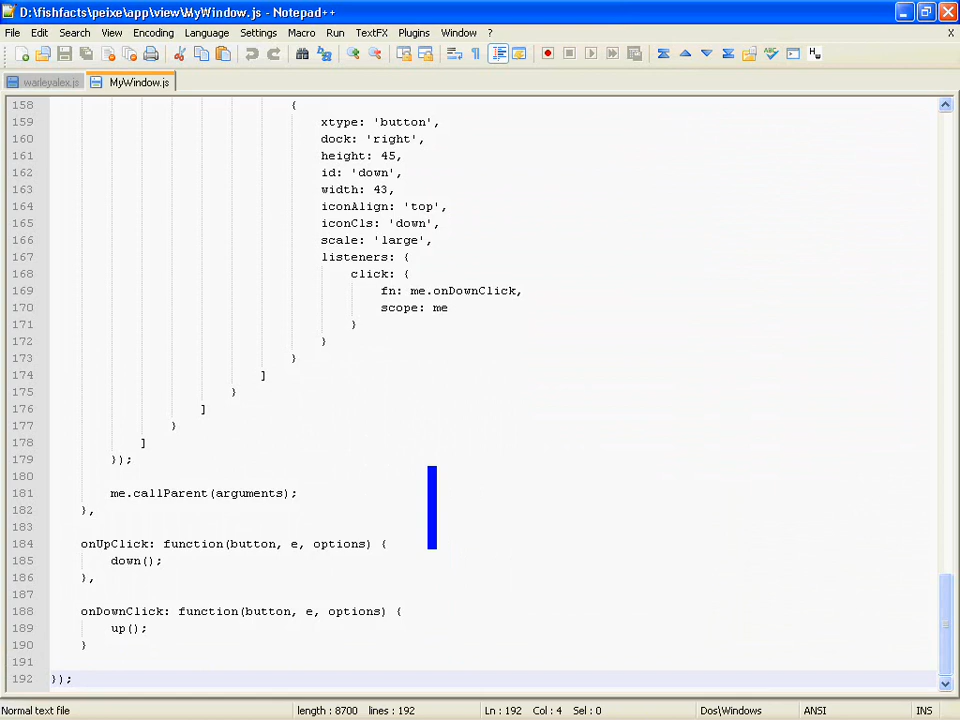 D:\fishfacts\peixe\app\view\MyWindow.js - Notepad++
File Edit Search View Encoding Language Settings Macro Run TextFX Plugins Window ? X
warleyalex.js MyWindow.js
158 {
159 xtype: 'button',
160 dock: 'right',
161 height: 45,
162 id: 'down',
163 width: 43,
164 iconAlign: 'top',
165 iconCls: 'down',
166 scale: 'large',
167 listeners: {
168 click: {
169 fn: me.onDownClick,
170 scope: me
171 }
172 }
173 }
174 ]
175 }
176 ]
177 }
178 ]
179 });
180
181 me.callParent(arguments);
182 },
183
184 onUpClick: function(button, e, options) {
185 down();
186 },
187
188 onDownClick: function(button, e, options) {
189 up();
190 }
191
192 });
Normal text file length : 8700 lines : 192 Ln : 192 Col : 4 Sel : 0 Dos\Windows ANSI INS